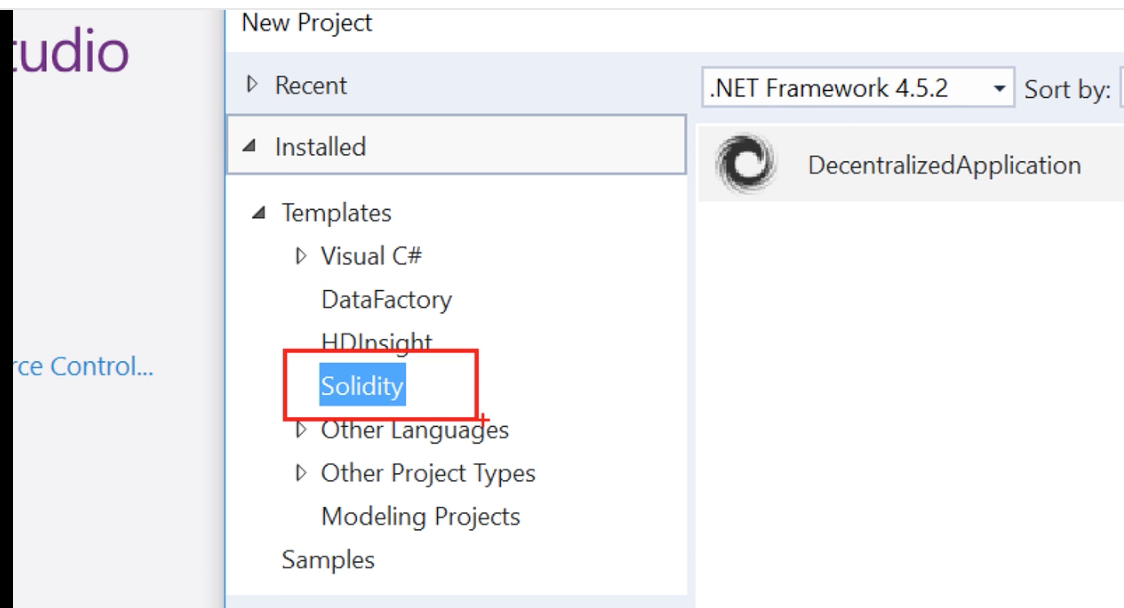 tudio
rce Control...
New Project
Recent
Installed
Templates
Visual C#
DataFactory
HDInsight
Solidity
Other Languages
Other Project Types
Modeling Projects
Samples
.NET Framework 4.5.2 Sort by:
DecentralizedApplication